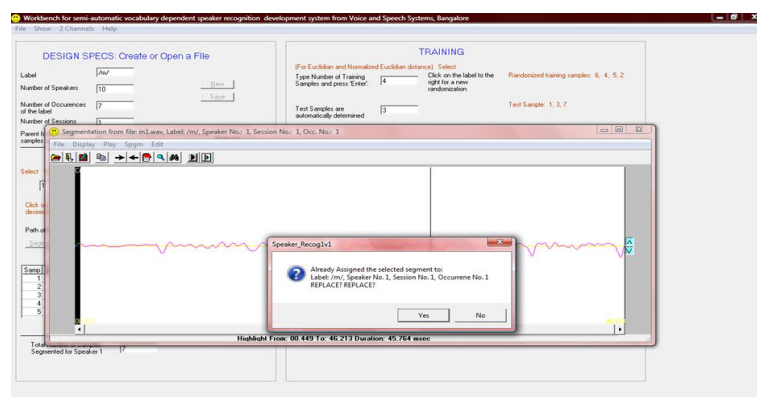 Workbench for semi-automatic vocabulary dependent speaker recognition development system from Voice and Speech Systems, Bangalore
File Show 2 Channels Help
DESIGN SPECS: Create or Open a File
Label /m/
Number of Speakers 10
New
Number of Occurences of the label 7
Save
Number of Sessions 1
Parent
samples
Select
Click
desired
Path of
Samp
1
2
3
4
5
Segmented for Speaker 1 7
TRAINING
(For Euclidian and Normalized Euclidian distance) Select
Type Number of Training Samples and press 'Enter'. 4
Click on the label to the right for a new randomization
Randomized training samples: 6, 4, 5, 2
Test Samples are automatically determined 3
Test Sample: 1, 3, 7
Segmentation from file: m1.wav, Label: /m/, Speaker No.: 1, Session No.: 1, Occ. No.: 1
File Display Play Spgm Edit
Speaker_Recog1v1
Already Assigned the selected segment to:
Label: /m/, Speaker No. 1, Session No. 1, Occurrene No. 1
REPLACE? REPLACE?
Yes No
Highlight From: 00.449 To: 46.213 Duration: 45.764 msec